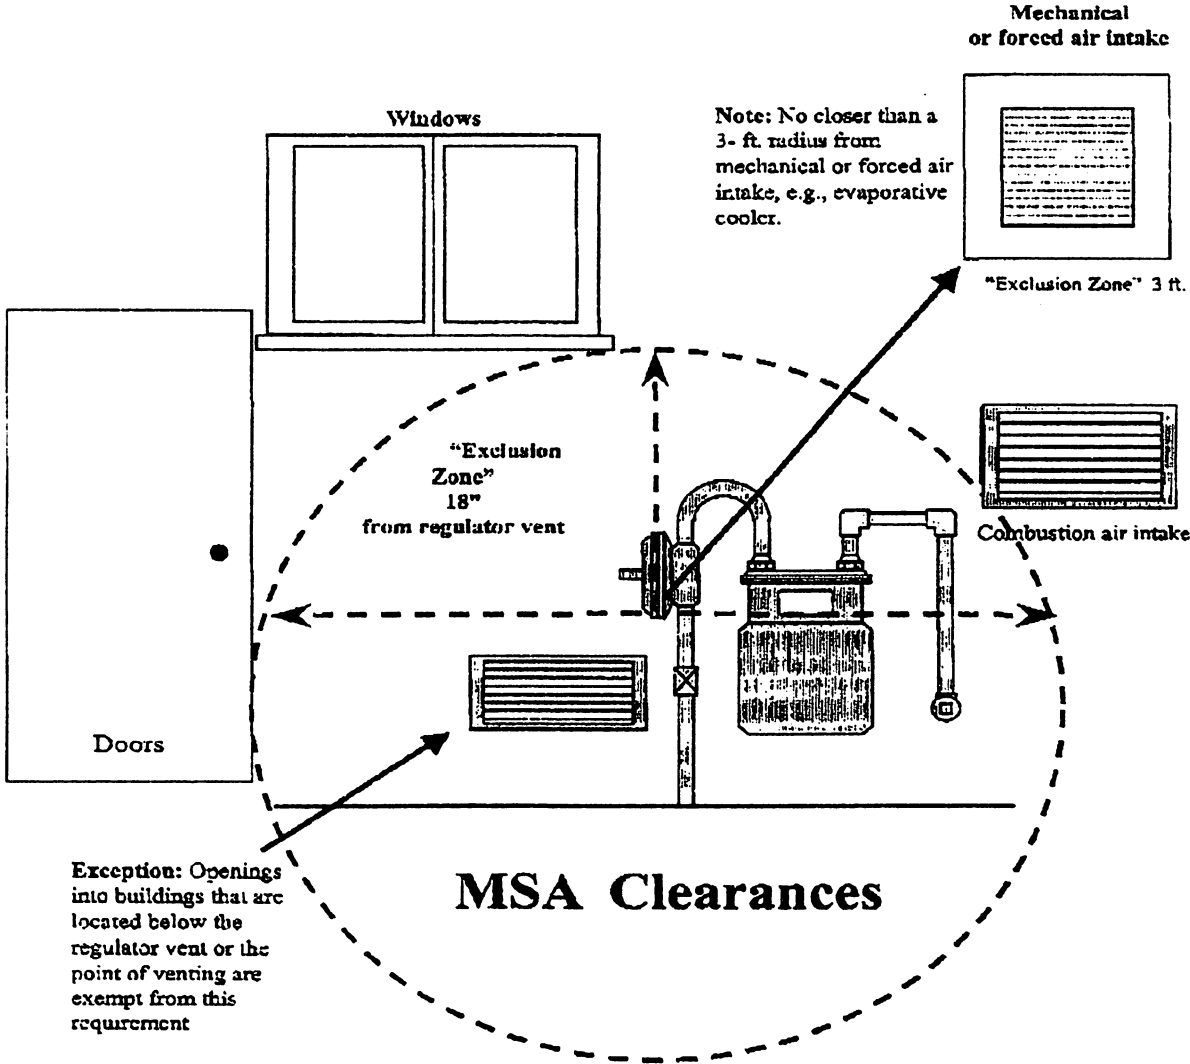 Mechanical
or forced air intake
Windows
Note: No closer than a
3- ft. radius from
mechanical or forced air
intake, e.g., evaporative
cooler.
"Exclusion Zone" 3 ft.
"Exclusion
Zone"
18"
from regulator vent
Combustion air intake
Doors
Exception: Openings
into buildings that are
located below the
regulator vent or the
point of venting are
exempt from this
requirement
MSA Clearances